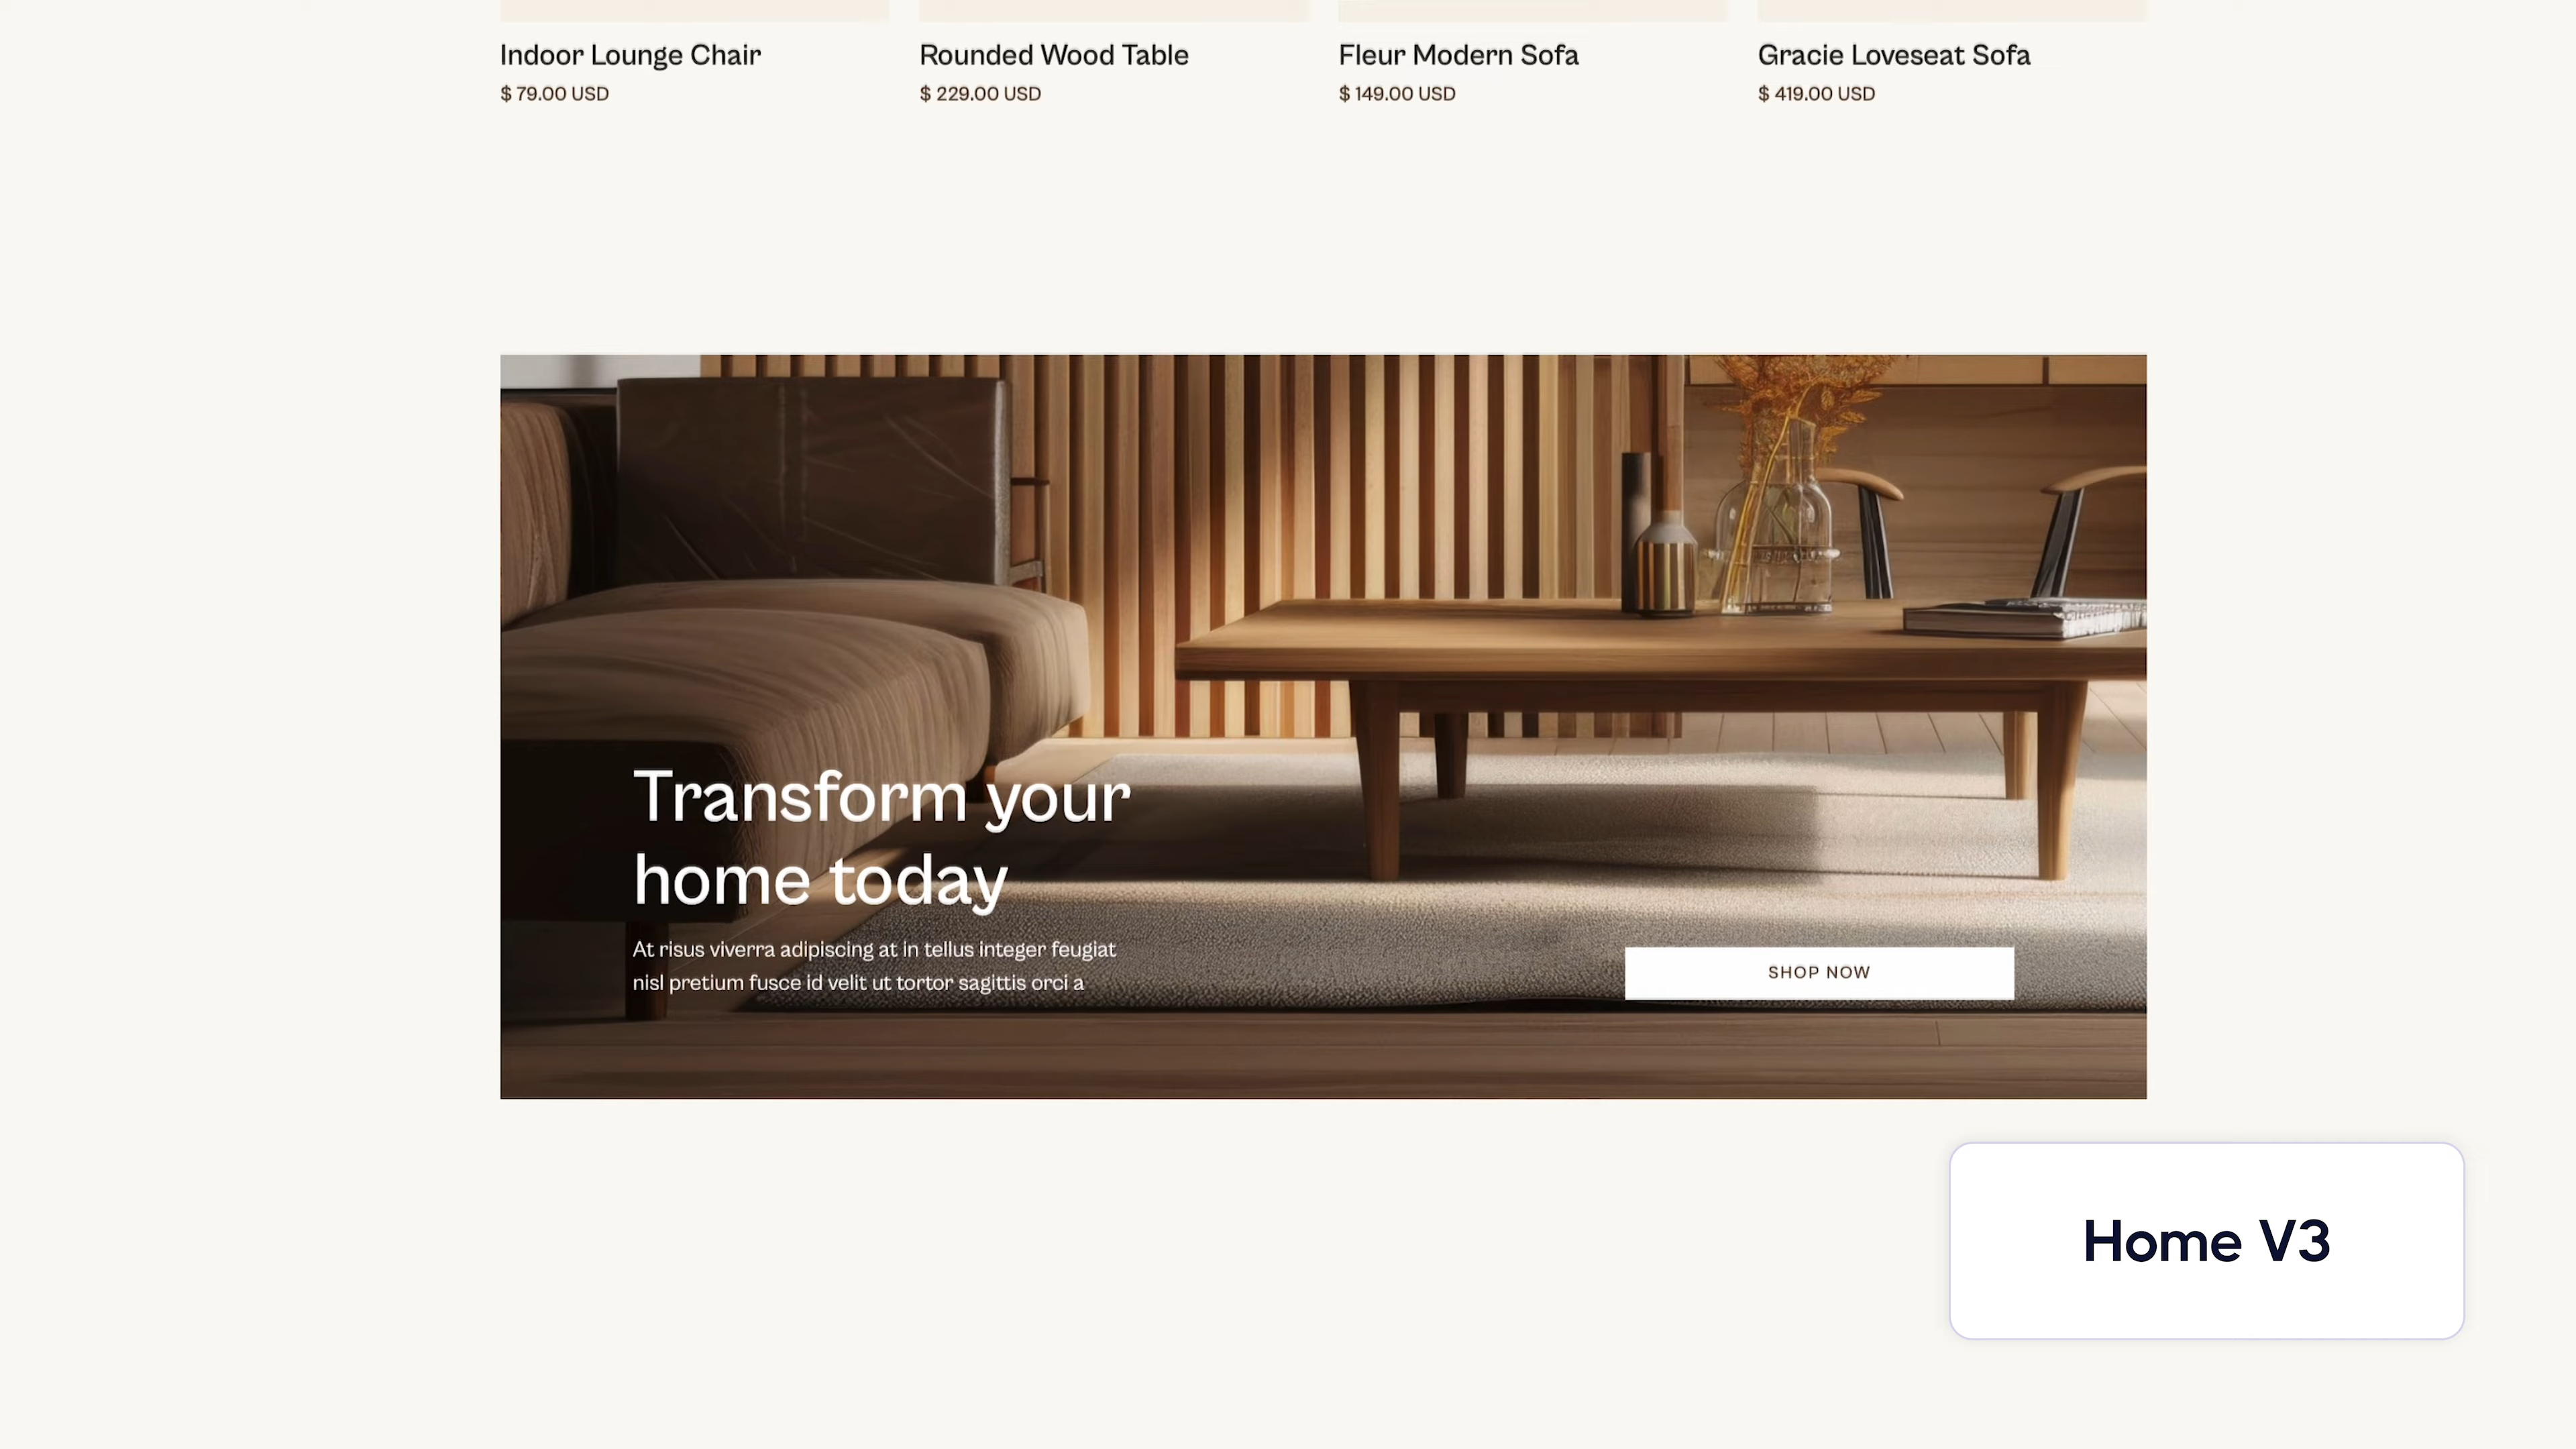 Indoor Lounge Chair
$ 79.00 USD
Rounded Wood Table
$ 229.00 USD
Fleur Modern Sofa
$ 149.00 USD
Gracie Loveseat Sofa
$ 419.00 USD
Transform your
home today
At risus viverra adipiscing at in tellus integer feugiat
nisl pretium fusce id velit ut tortor sagittis orci a
SHOP NOW
Home V3